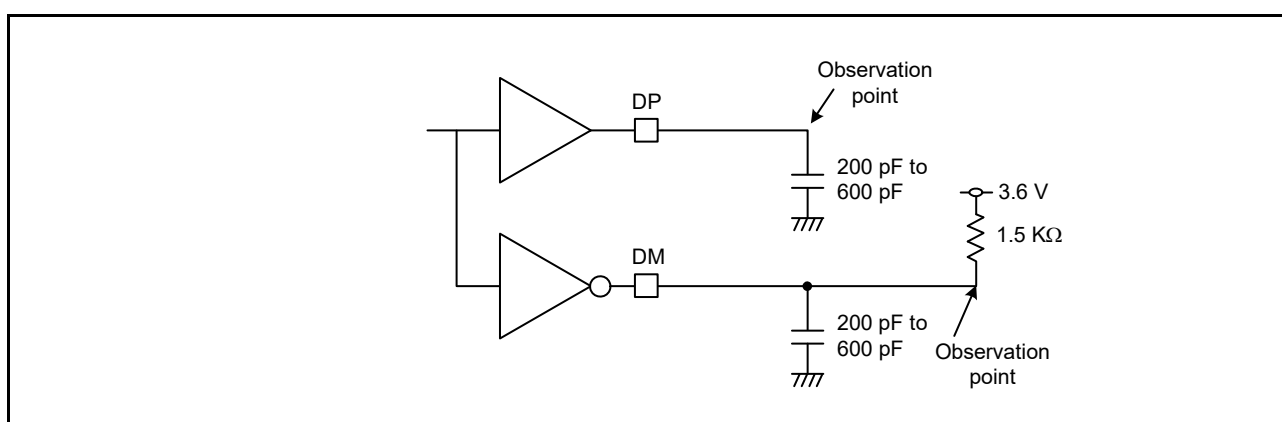 Observation
point
DP
200 pF to
600 pF
3.6 V
1.5 KΩ
DM
200 pF to
600 pF
Observation
point